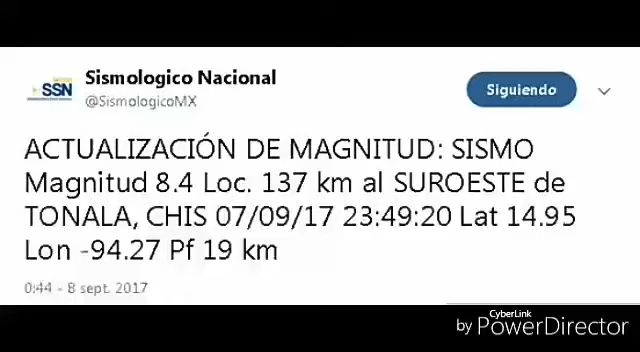 SSN
Sismologico Nacional
@SismologicoMX
Siguiendo
ACTUALIZACIÓN DE MAGNITUD: SISMO
Magnitud 8.4 Loc. 137 km al SUROESTE de
TONALA, CHIS 07/09/17 23:49:20 Lat 14.95
Lon -94.27 Pf 19 km
0:44 - 8 sept. 2017
CyberLink
by PowerDirector